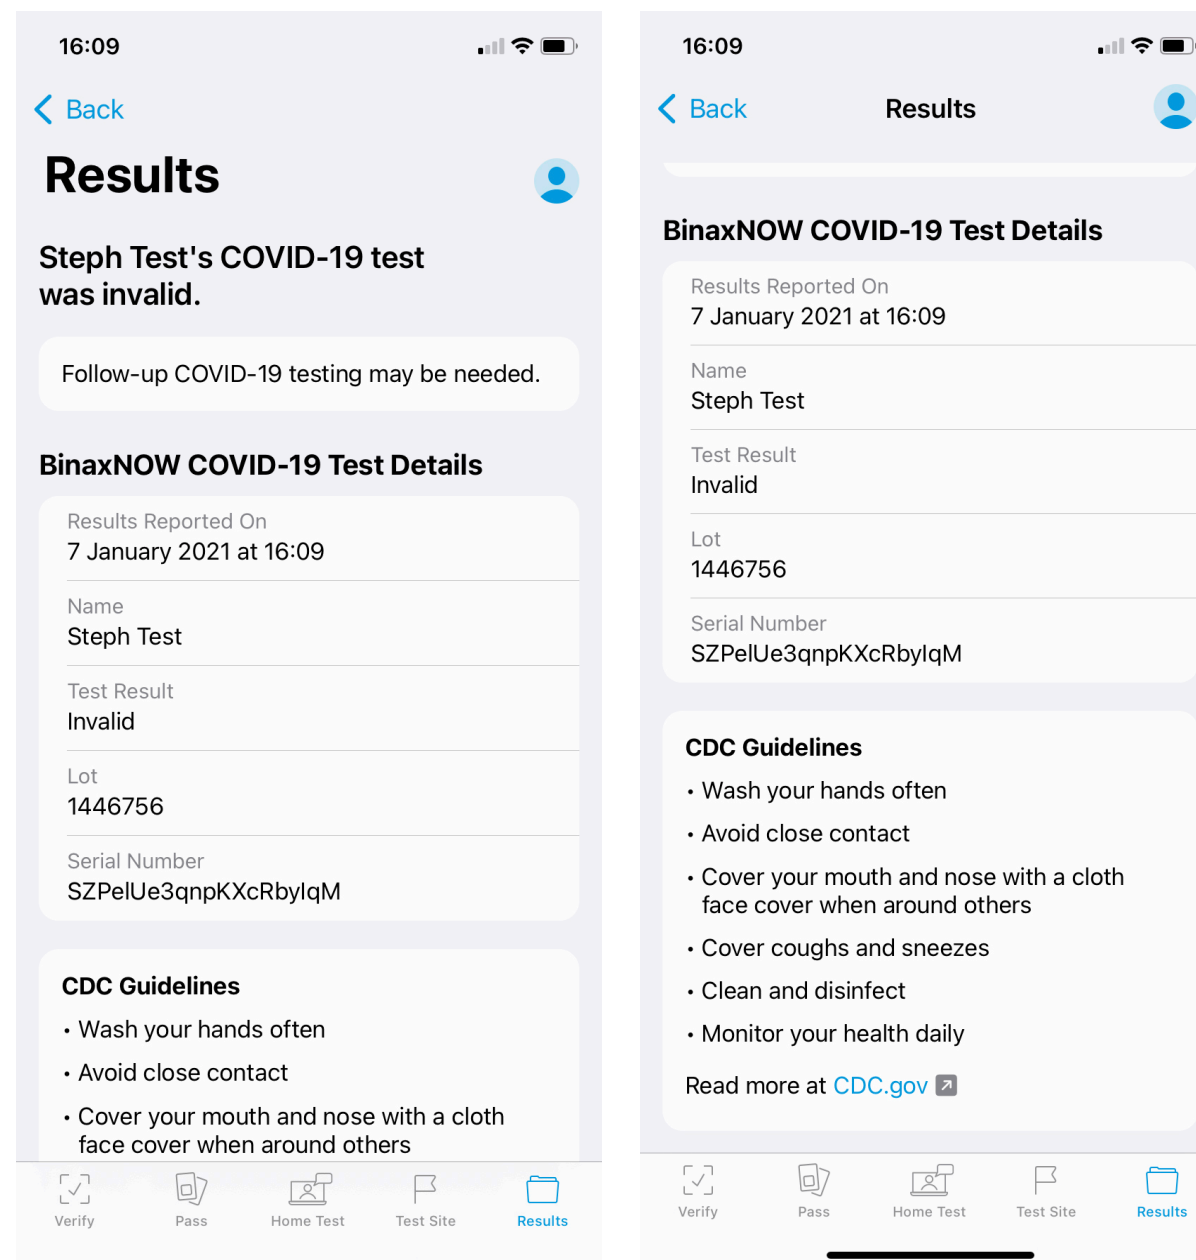 16:09
Back
Results
Steph Test's COVID-19 test
was invalid.
Follow-up COVID-19 testing may be needed.
BinaxNOW COVID-19 Test Details
Results Reported On
7 January 2021 at 16:09
Name
Steph Test
Test Result
Invalid
Lot
1446756
Serial Number
SZPelUe3qnpKXcRbylqM
CDC Guidelines
• Wash your hands often
• Avoid close contact
• Cover your mouth and nose with a cloth
face cover when around others
Verify
Pass
Home Test
Test Site
Results
16:09
Back
Results
BinaxNOW COVID-19 Test Details
Results Reported On
7 January 2021 at 16:09
Name
Steph Test
Test Result
Invalid
Lot
1446756
Serial Number
SZPelUe3qnpKXcRbylqM
CDC Guidelines
• Wash your hands often
• Avoid close contact
• Cover your mouth and nose with a cloth
face cover when around others
• Cover coughs and sneezes
• Clean and disinfect
• Monitor your health daily
Read more at CDC.gov
Verify
Pass
Home Test
Test Site
Results